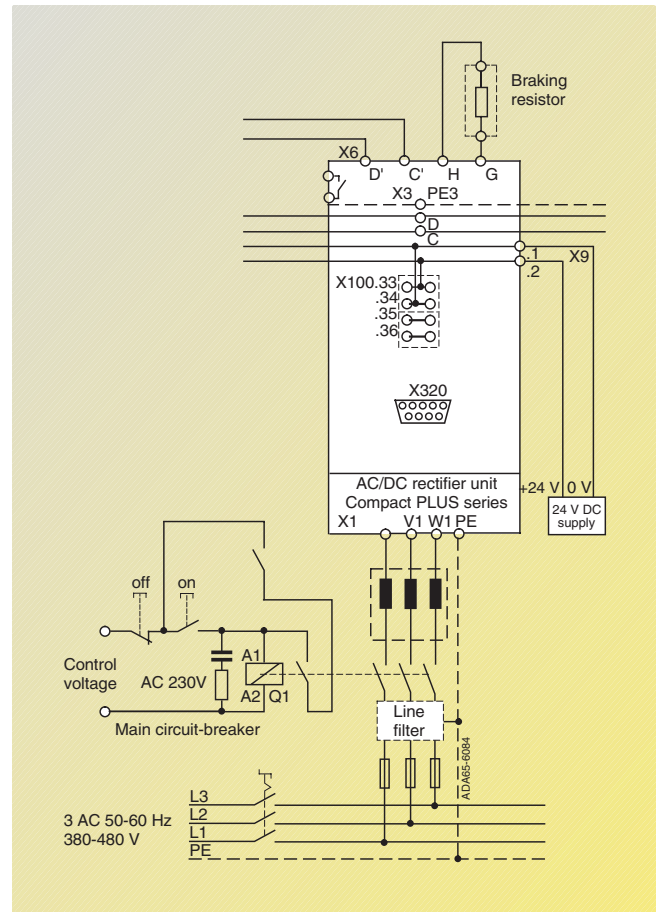 Braking
resistor
X6
D' C' H G
X3 PE3
D
C
.1 X9
.2
X100.33
.34
.35
.36
X320
AC/DC rectifier unit
Compact PLUS series
X1 V1 W1 PE
+24 V 0 V
24 V DC
supply
off on
Control
voltage
AC 230V
A1
A2 Q1
Main circuit-breaker
Line
filter
ADA65-6084
3 AC 50-60 Hz
380-480 V
L3
L2
L1
PE